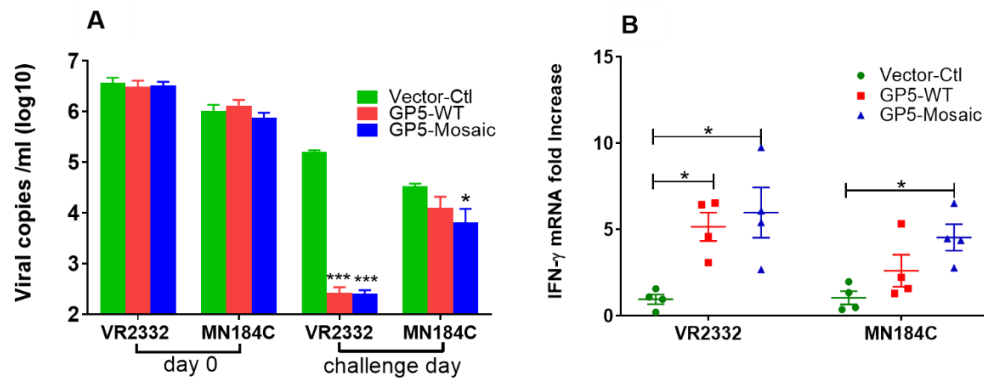 A
Viral copies /ml (log10)
7
6
5
4
3
2
Vector-Ctl
GP5-WT
GP5-Mosaic
*** ***
*
VR2332 MN184C VR2332 MN184C
day 0 challenge day
B
IFN-γ mRNA fold Increase
15
10
5
0
Vector-Ctl
GP5-WT
GP5-Mosaic
*
*
*
VR2332 MN184C